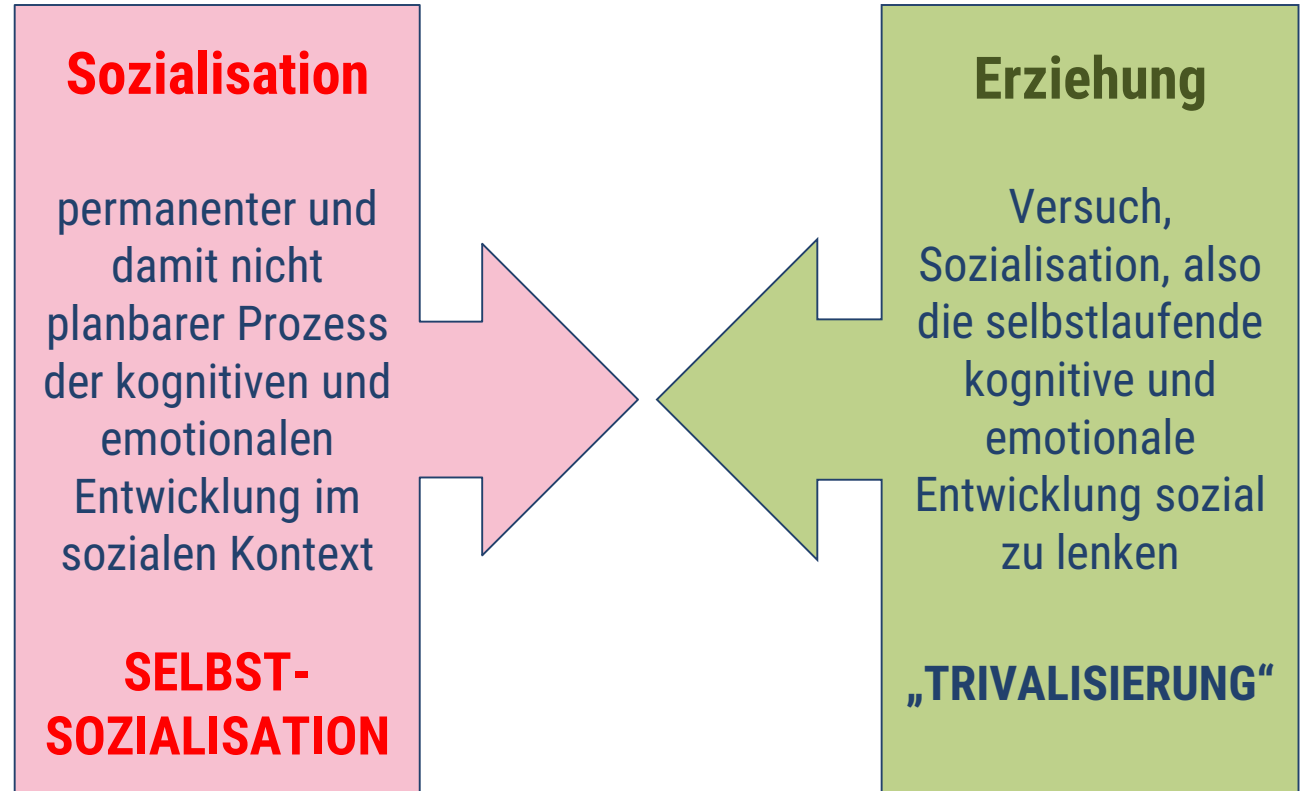 Sozialisation
permanenter und
damit nicht
planbarer Prozess
der kognitiven und
emotionalen
Entwicklung im
sozialen Kontext
SELBST-
SOZIALISATION
Erziehung
Versuch,
Sozialisation, also
die selbstlaufende
kognitive und
emotionale
Entwicklung sozial
zu lenken
„TRIVALISIERUNG“